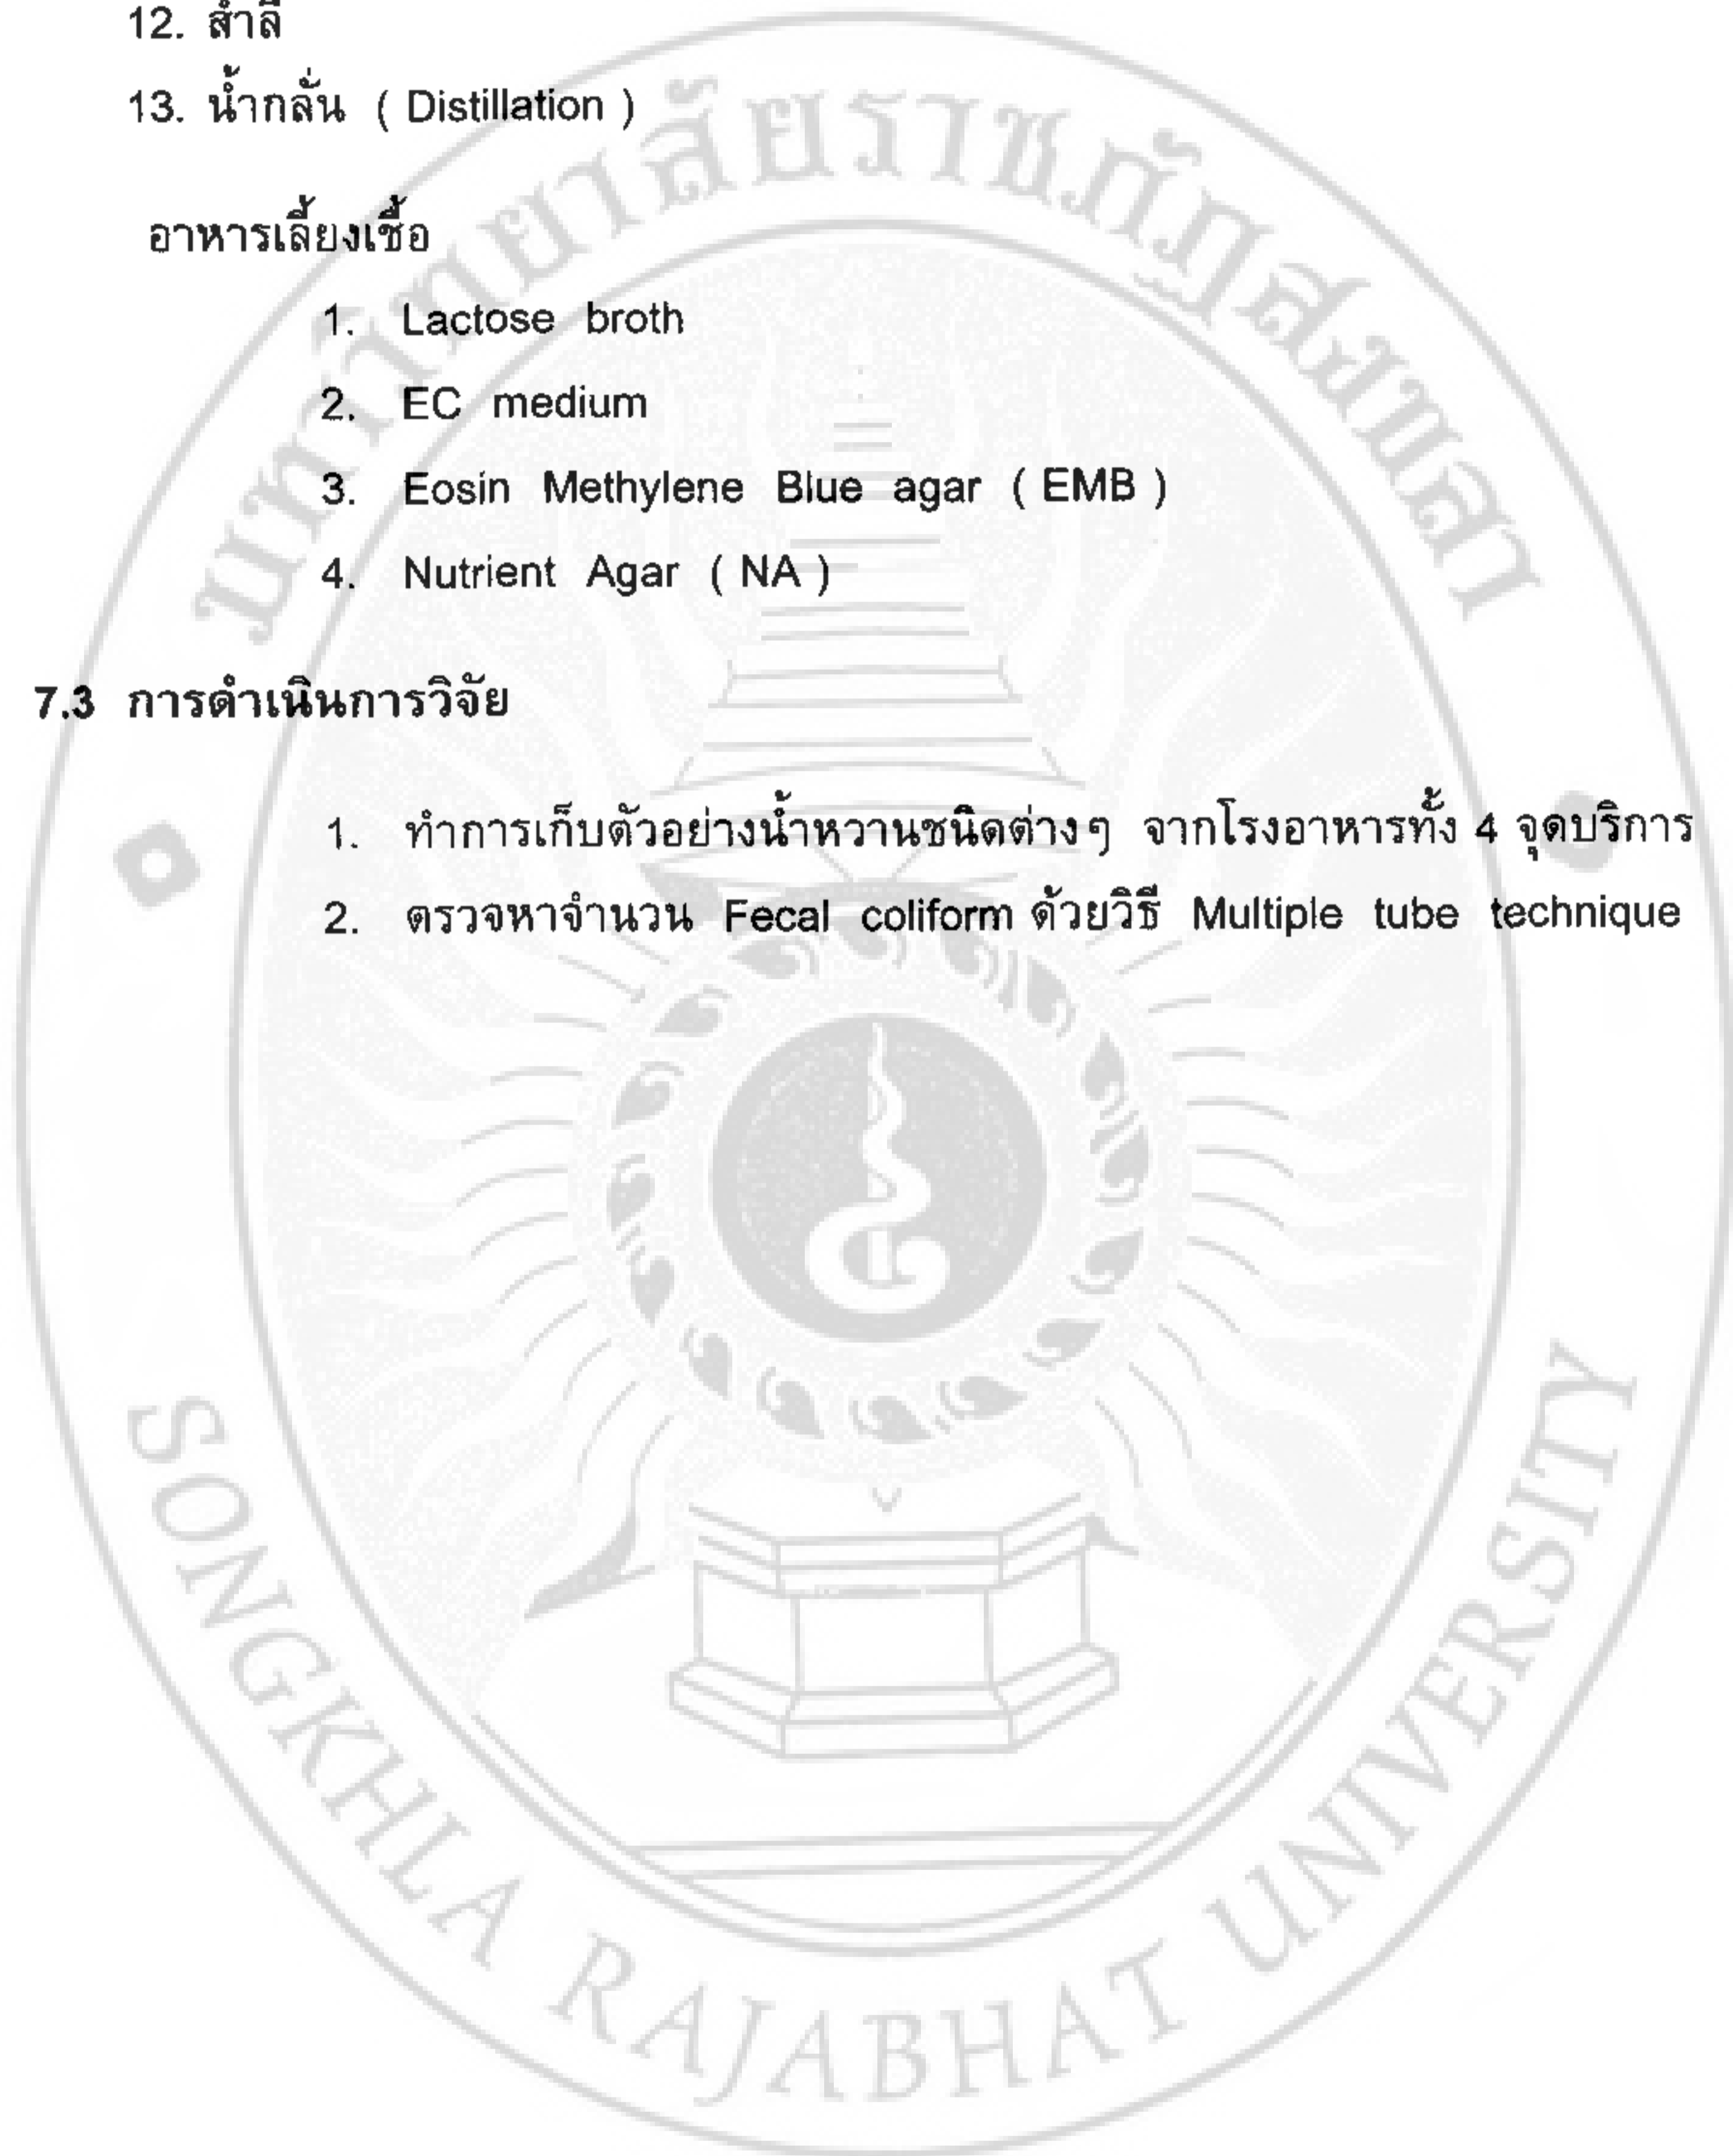 12. สำลี
13. น้ำกลั่น ( Distillation )
อาหารเลี้ยงเชื้อ
1. Lactose broth
2. EC medium
3. Eosin Methylene Blue agar ( EMB )
4. Nutrient Agar ( NA )
7.3 การดำเนินการวิจัย
1. ทำการเก็บตัวอย่างน้ำหวานชนิดต่างๆ จากโรงอาหารทั้ง 4 จุดบริการ
2. ตรวจหาจำนวน Fecal coliform ด้วยวิธี Multiple tube technique
มหาวิทยาลัยราชภัฏสงขลา
SONGKHLA RAJABHAT UNIVERSITY